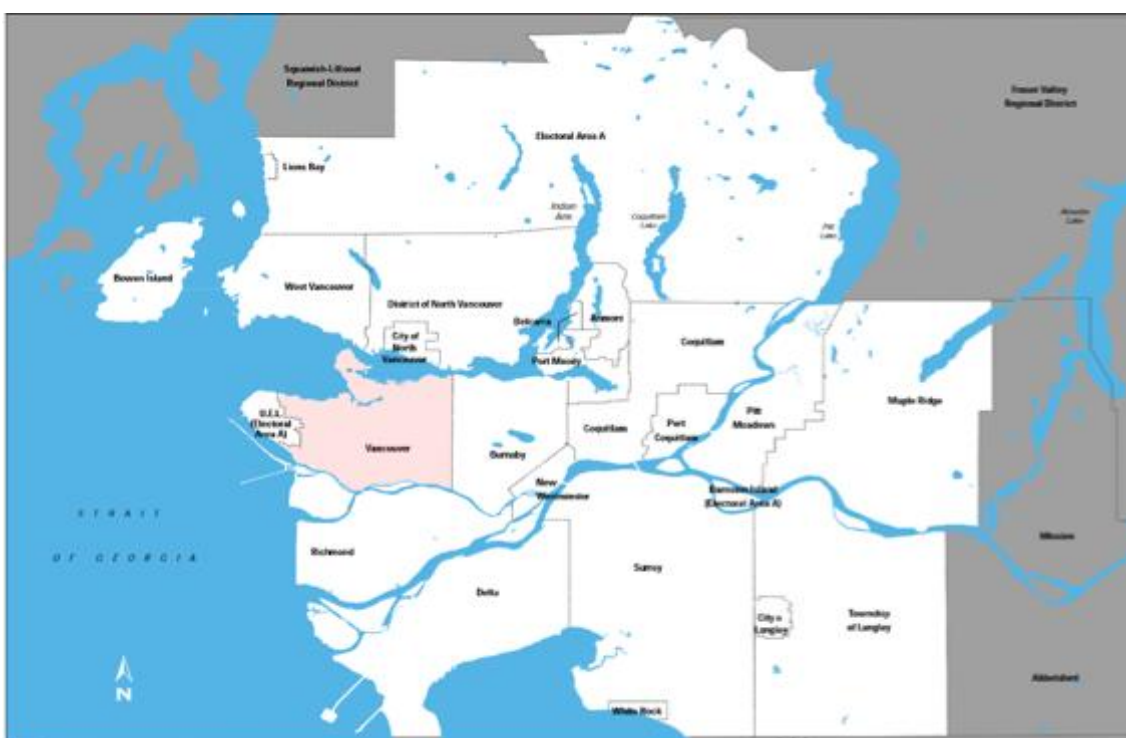 Squamish-Lillooet
Regional District
Fraser Valley
Regional District
Electoral Area A
Lions Bay
Indian
Arm
Coquitlam
Lake
Pitt
Lake
Alouette
Lake
Bowen Island
West Vancouver
District of North Vancouver
Belcarra
Anmore
City of
North
Vancouver
Port Moody
Coquitlam
Maple Ridge
U.E.L
(Electoral
Area A)
Vancouver
Burnaby
Coquitlam
Port
Coquitlam
Pitt
Meadows
New
Westminster
Barnston Island
(Electoral Area A)
STRAIT
OF GEORGIA
Richmond
Delta
Surrey
Mission
City o
Langley
Township
of Langley
N
White Rock
Abbotsford